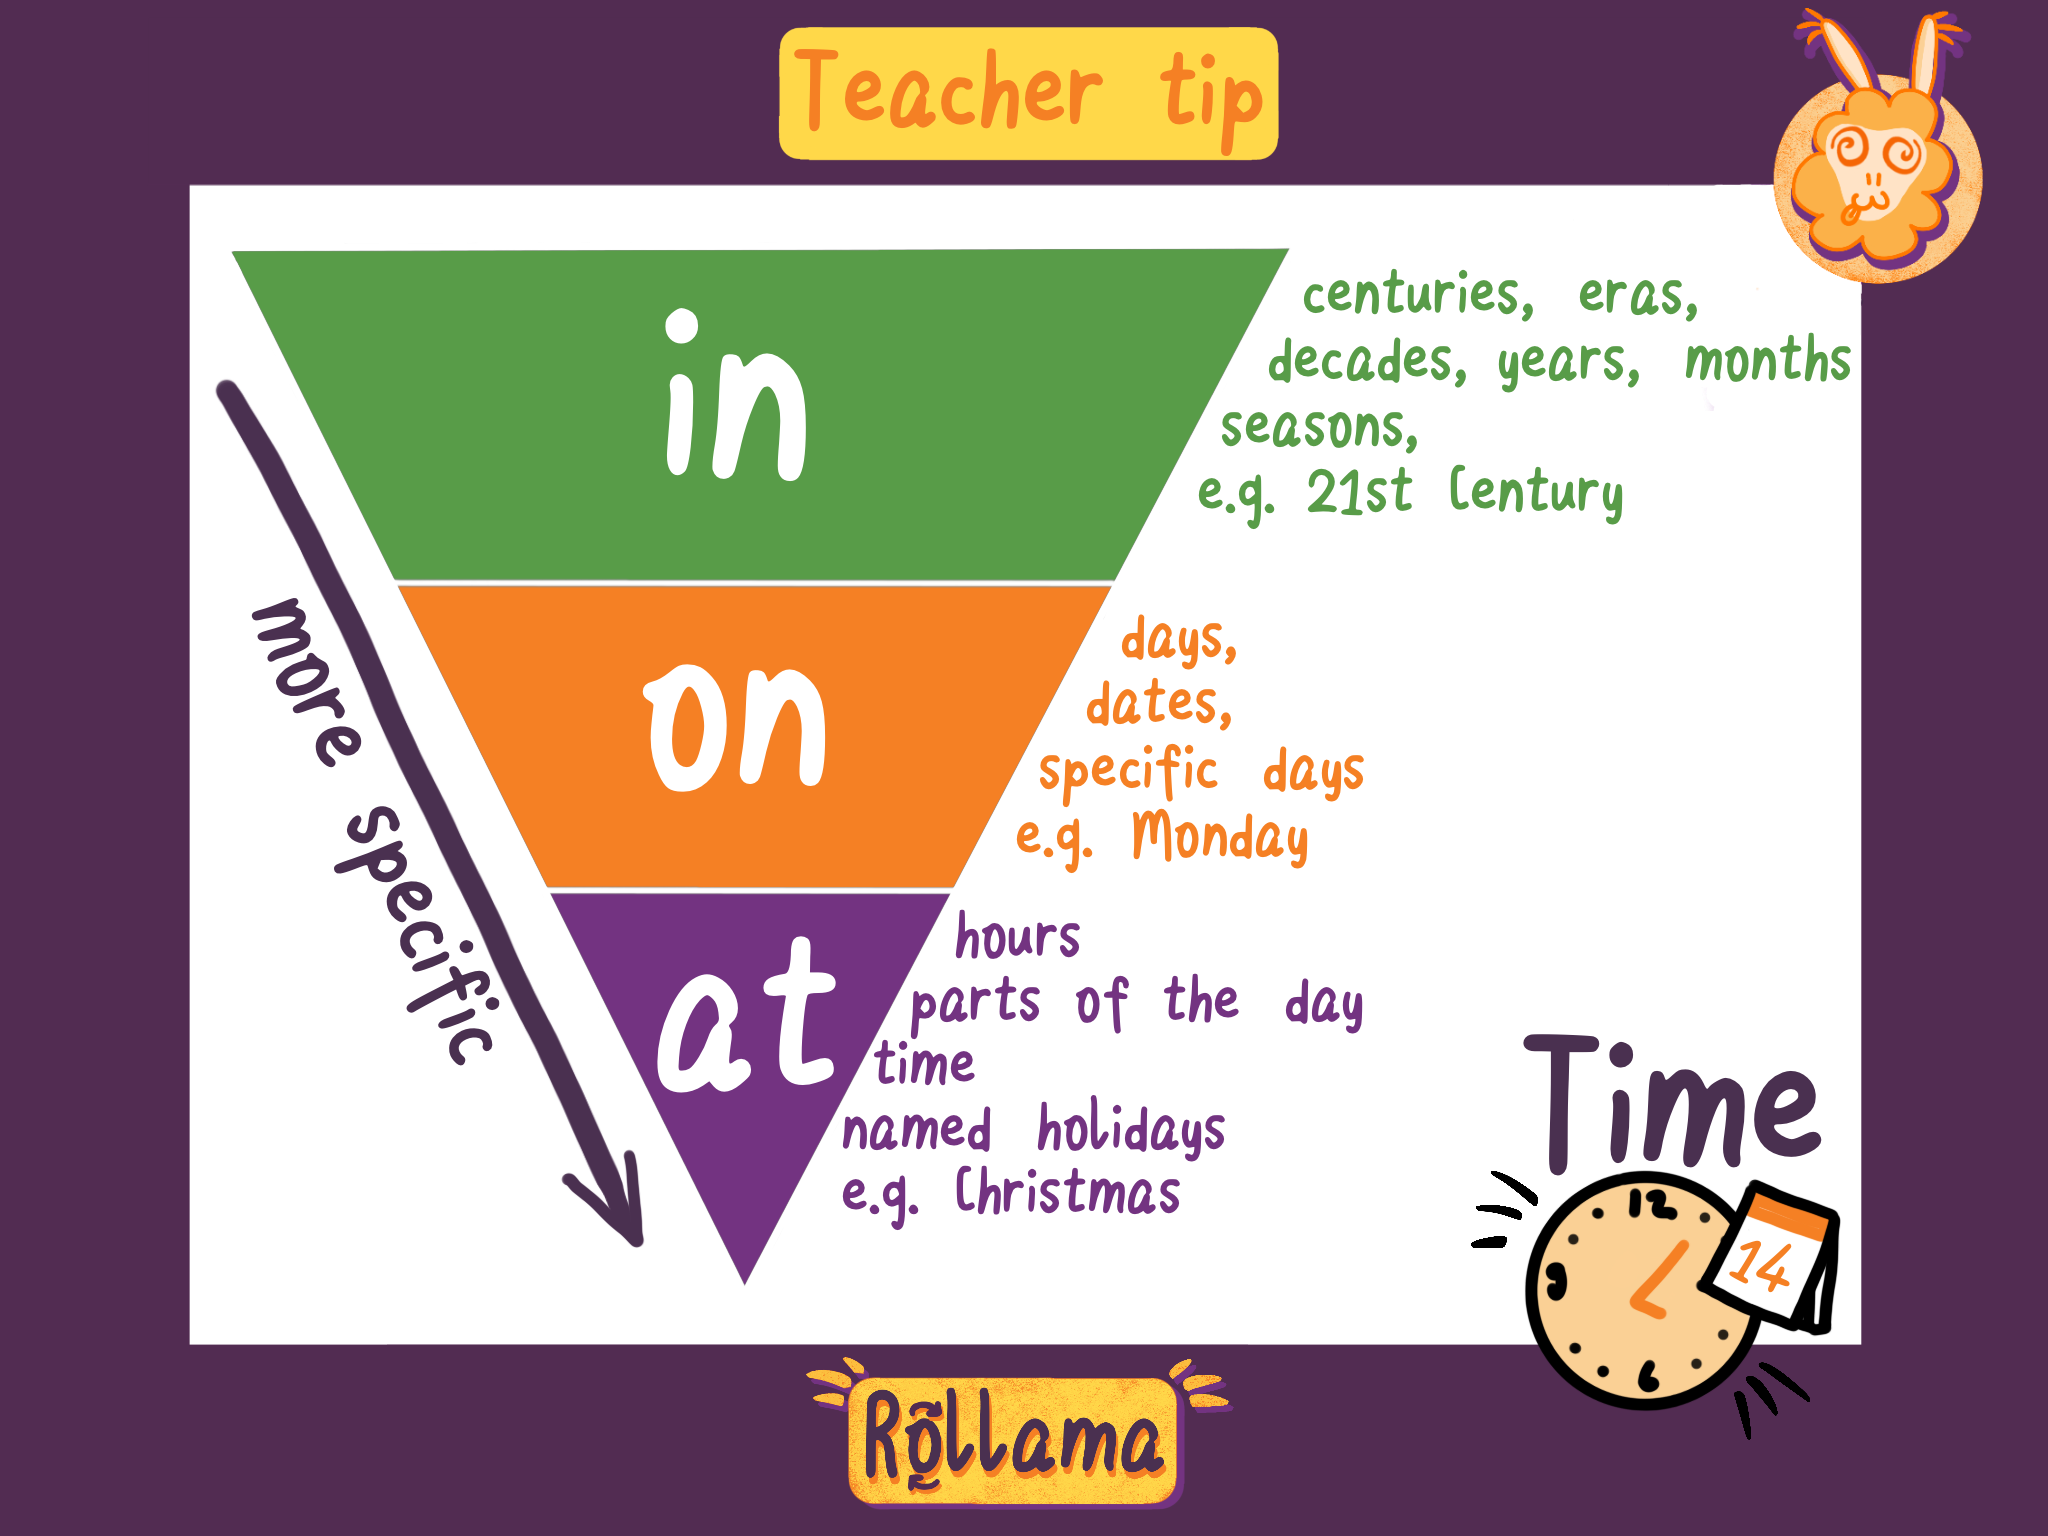 Teacher tip
in
centuries, eras,
decades, years, months
seasons,
e.g. 21st Century
on
days,
dates,
specific days
e.g. Monday
at
hours
parts of the day
time
named holidays
e.g. Christmas
more specific
Time
12
9
6
14
Rollama